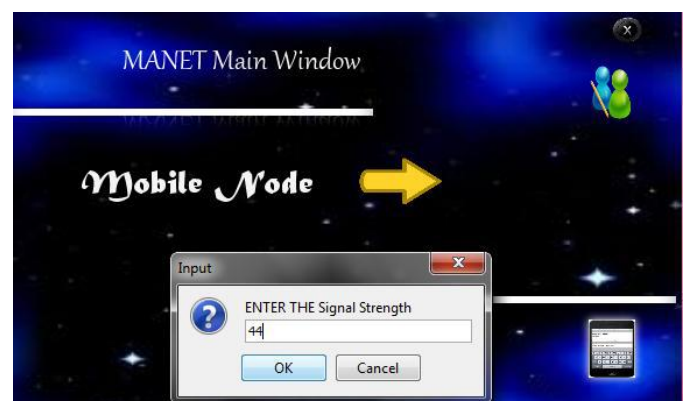 MANET Main Window
Mobile Node
Input
ENTER THE Signal Strength
44
OK Cancel